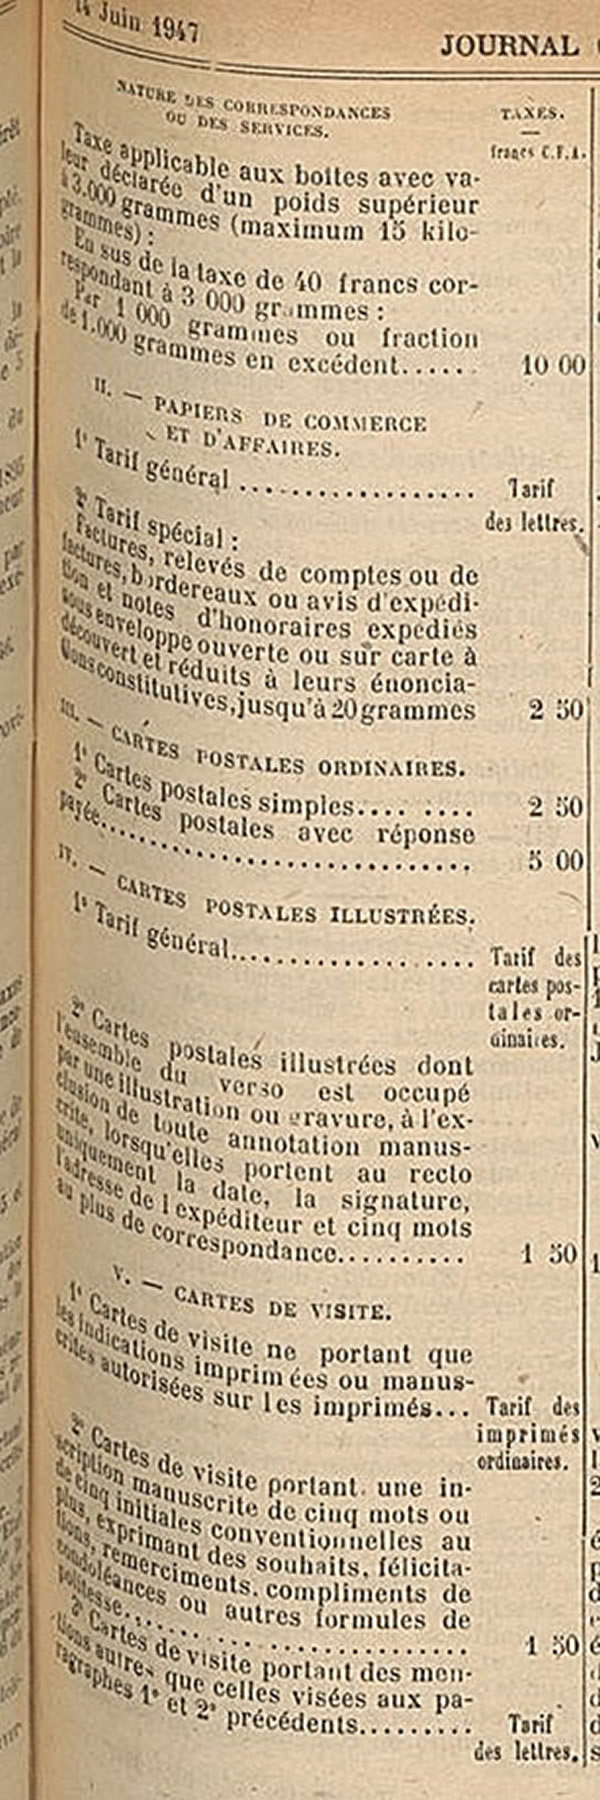 14 Juin 1947
JOURNAL
NATURE DES CORRESPONDANCES
OU DES SERVICES.
TAXES.
francs C.F.A.
Taxe applicable aux boîtes avec va-
leur déclarée d'un poids supérieur
à 3.000 grammes (maximum 15 kilo-
grammes) :
En sus de la taxe de 40 francs cor-
respondant à 3 000 grammes :
Par 1 000 grammes ou fraction
de 1.000 grammes en excédent...... 10 00
II. — PAPIERS DE COMMERCE
ET D'AFFAIRES.
1° Tarif général .................... Tarif
des lettres.
2° Tarif spécial :
Factures, relevés de comptes ou de
factures, bordereaux ou avis d'expédi-
tion et notes d'honoraires expédiés
sous enveloppe ouverte ou sur carte à
découvert et réduits à leurs énoncia-
tions constitutives, jusqu'à 20 grammes 2 50
III. — CARTES POSTALES ORDINAIRES.
1° Cartes postales simples.... .... 2 50
2° Cartes postales avec réponse
payée.............................. 5 00
IV. — CARTES POSTALES ILLUSTRÉES.
1° Tarif général.................... Tarif des
cartes pos-
tales or-
dinaires.
2° Cartes postales illustrées dont
l'ensemble du verso est occupé
par une illustration ou gravure, à l'ex-
clusion de toute annotation manus-
crite, lorsqu'elles portent au recto
uniquement la date, la signature,
l'adresse de l'expéditeur et cinq mots
au plus de correspondance.......... 1 50
V. — CARTES DE VISITE.
1° Cartes de visite ne portant que
les indications imprimées ou manus-
crites autorisées sur les imprimés... Tarif des
imprimés
ordinaires.
2° Cartes de visite portant une in-
scription manuscrite de cinq mots ou
de cinq initiales conventionnelles au
plus, exprimant des souhaits, félicita-
tions, remerciments, compliments de
condoléances ou autres formules de
politesse........................... 1 50
2° Cartes de visite portant des men-
tions autres que celles visées aux pa-
ragraphes 1° et 2° précédents......... Tarif
des lettres.